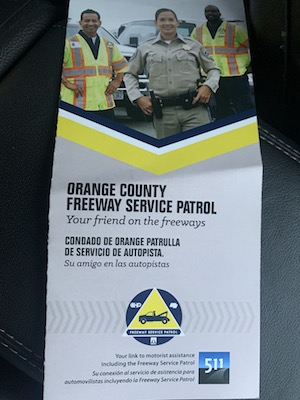 ORANGE COUNTY
FREEWAY SERVICE PATROL
Your friend on the freeways
CONDADO DE ORANGE PATRULLA
DE SERVICIO DE AUTOPISTA.
Su amigo en las autopistas
FREEWAY SERVICE PATROL
Your link to motorist assistance
including the Freeway Service Patrol
Su conexión al servicio de asistencia para
automovilistas incluyendo la Freeway Service Patrol
511